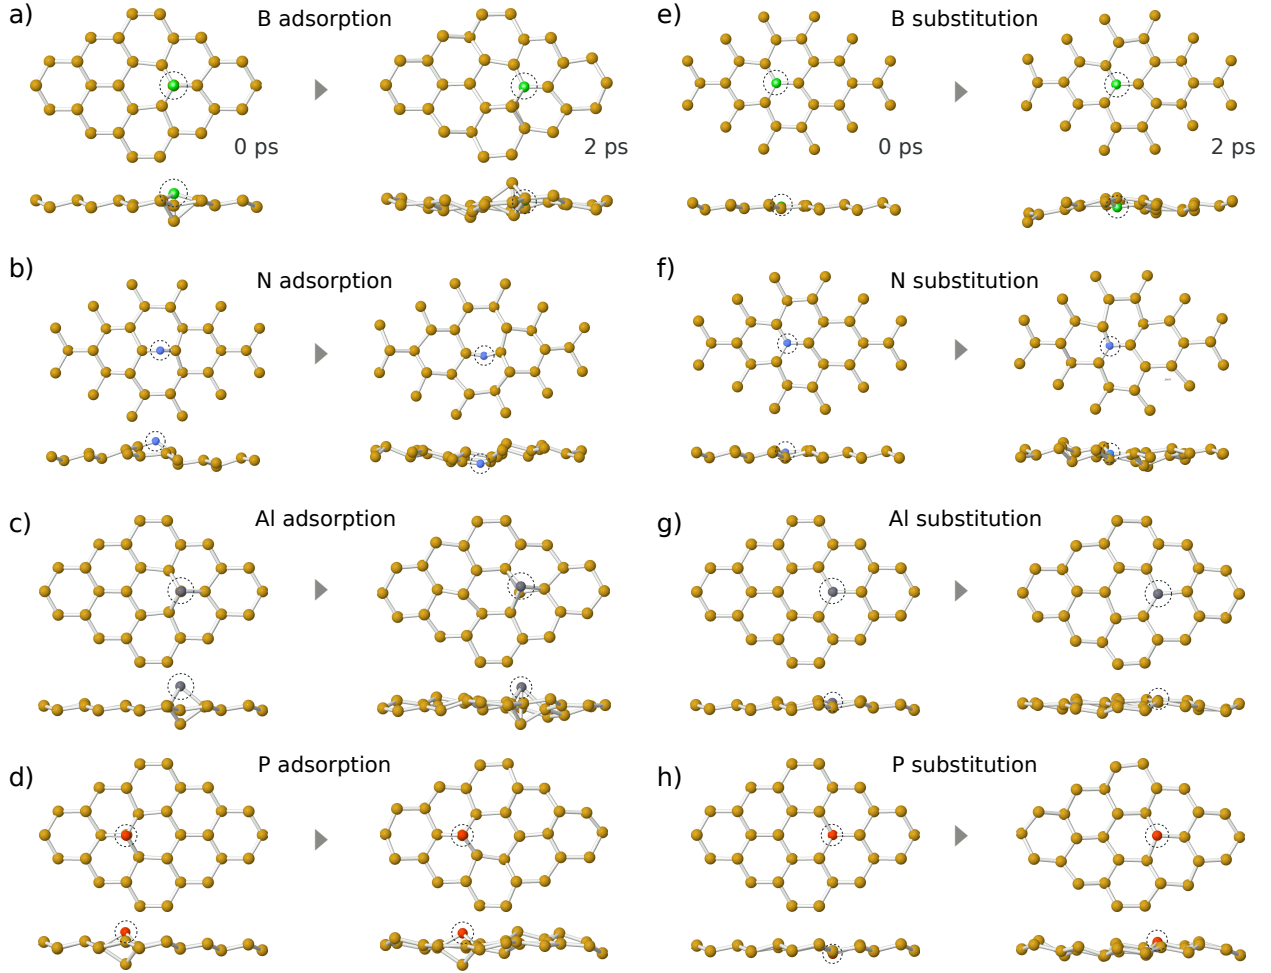 a) B adsorption
0 ps
2 ps
e) B substitution
0 ps
2 ps
b) N adsorption
f) N substitution
c) Al adsorption
g) Al substitution
d) P adsorption
h) P substitution